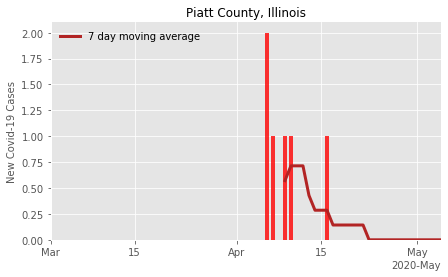 Piatt County, Illinois
7 day moving average
New Covid-19 Cases
2.00
1.75
1.50
1.25
1.00
0.75
0.50
0.25
0.00
Mar 15 Apr 15 May
2020-May